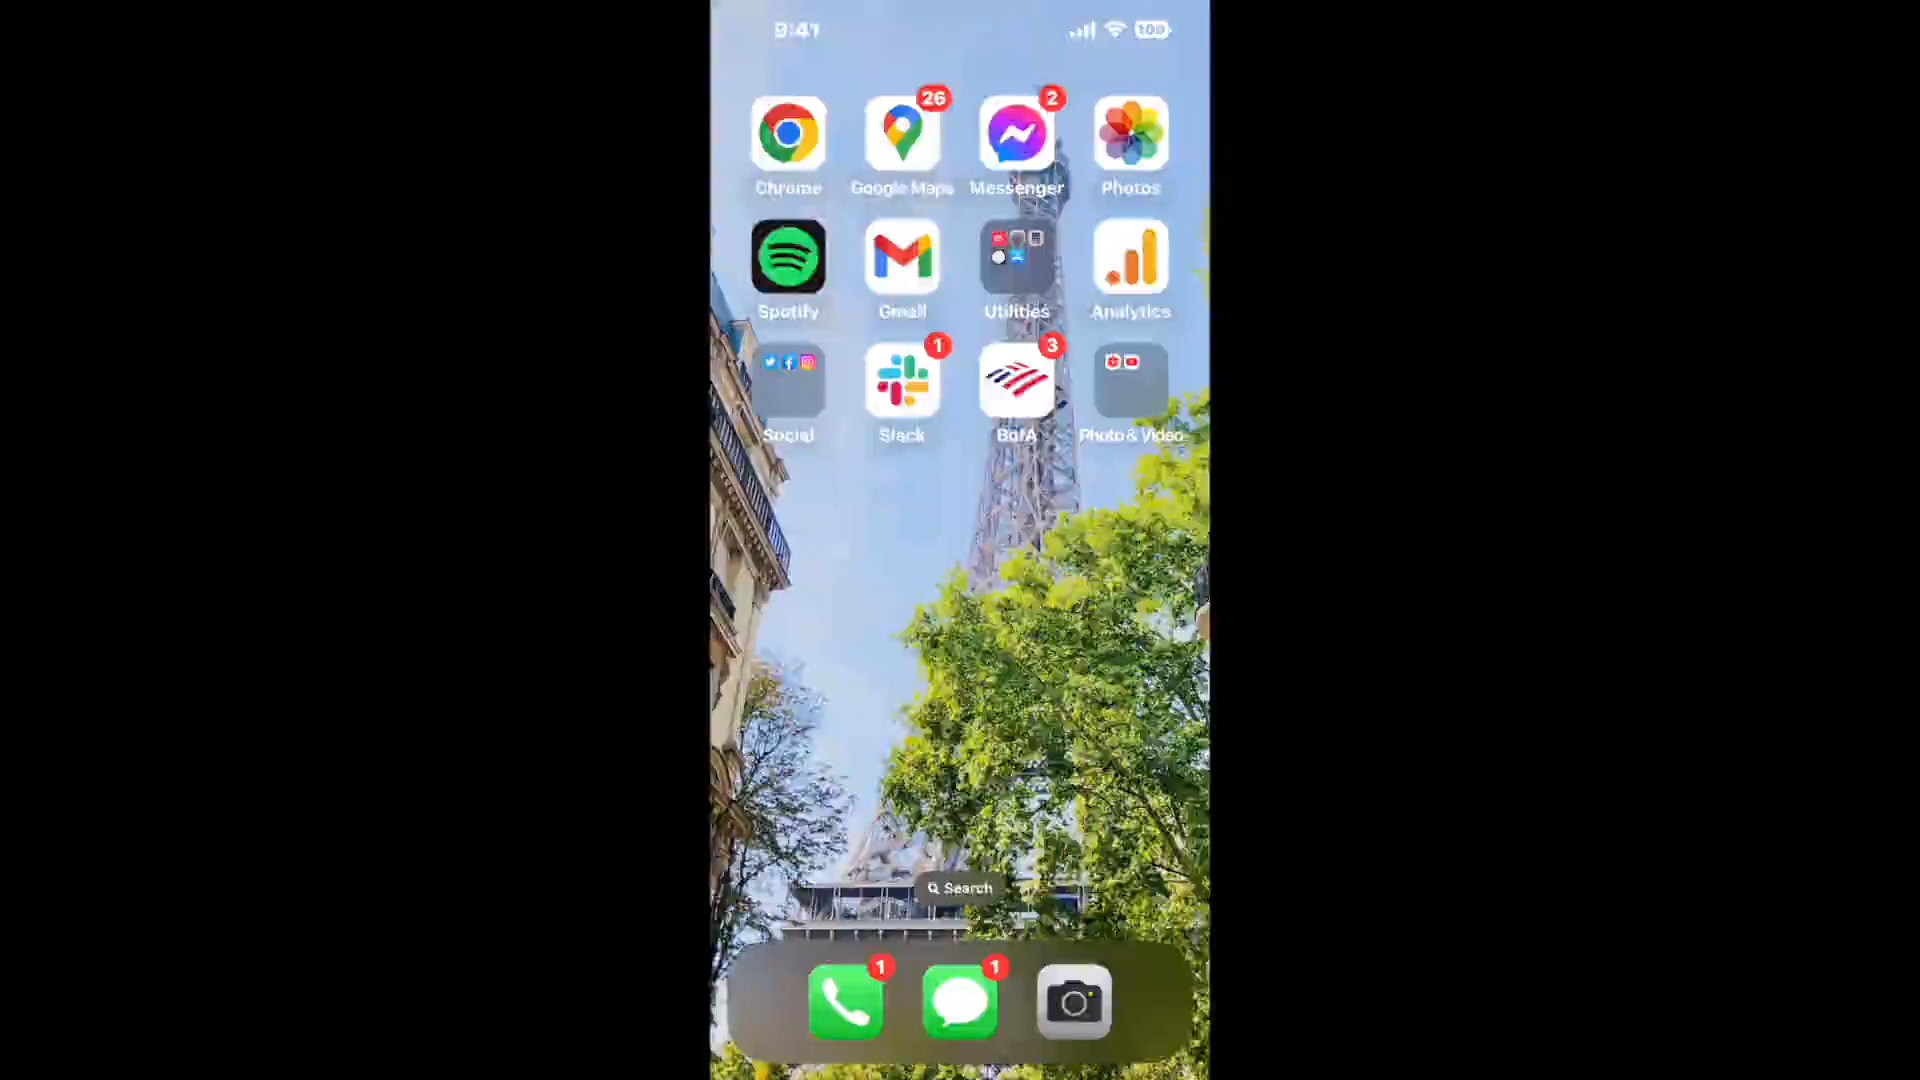 9:41
100
26
2
Chrome
Google Maps
Messenger
Photos
Spotify
Gmail
Utilities
Analytics
1
3
Social
Slack
BofA
Photo & Video
Search
1
1